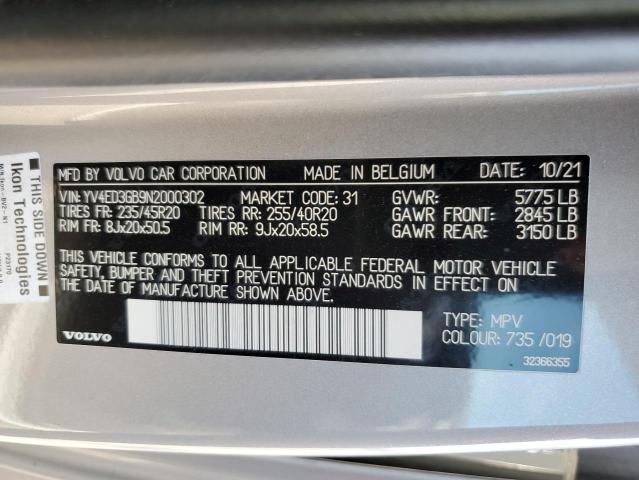 MFD BY VOLVO CAR CORPORATION MADE IN BELGIUM DATE: 10/21
VIN: YV4ED3GB9N2000302 MARKET CODE: 31 GVWR: 5775 LB
TIRES FR: 235/45R20 TIRES RR: 255/40R20 GAWR FRONT: 2845 LB
RIM FR: 8Jx20x50.5 RIM RR: 9Jx20x58.5 GAWR REAR: 3150 LB
THIS VEHICLE CONFORMS TO ALL APPLICABLE FEDERAL MOTOR VEHICLE
SAFETY, BUMPER AND THEFT PREVENTION STANDARDS IN EFFECT ON
THE DATE OF MANUFACTURE SHOWN ABOVE.
VOLVO
TYPE: MPV
COLOUR: 735/019
32366355
THIS SIDE DOWN
Ikon Technologies
P23170